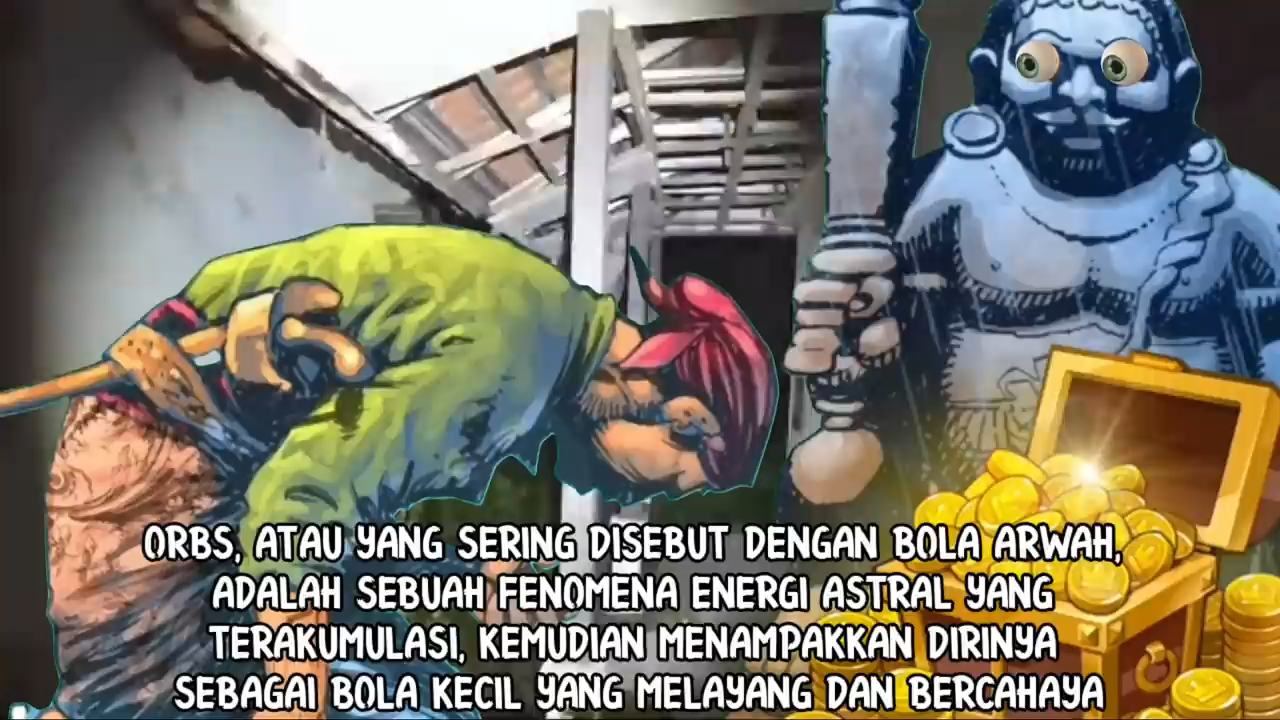 ORBS, ATAU YANG SERING DISEBUT DENGAN BOLA ARWAH,
ADALAH SEBUAH FENOMENA ENERGI ASTRAL YANG
TERAKUMULASI, KEMUDIAN MENAMPAKKAN DIRINYA
SEBAGAI BOLA KECIL YANG MELAYANG DAN BERCAHAYA